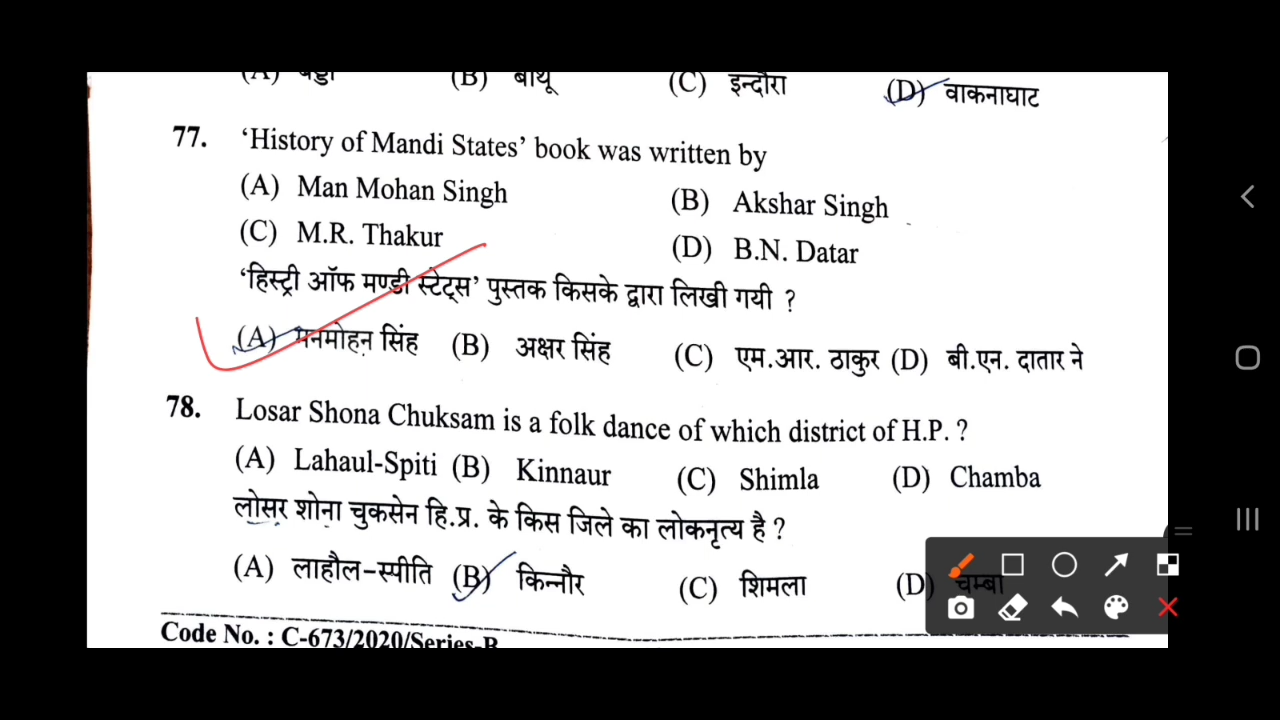 (A) बड्डी (B) बाथू (C) इन्दौरा (D) वाकनाघाट
77. ‘History of Mandi States’ book was written by
(A) Man Mohan Singh (B) Akshar Singh
(C) M.R. Thakur (D) B.N. Datar
‘हिस्ट्री ऑफ मण्डी स्टेट्स’ पुस्तक किसके द्वारा लिखी गयी ?
(A) मनमोहन सिंह (B) अक्षर सिंह (C) एम.आर. ठाकुर (D) बी.एन. दातार ने
78. Losar Shona Chuksam is a folk dance of which district of H.P. ?
(A) Lahaul-Spiti (B) Kinnaur (C) Shimla (D) Chamba
लोसर शोना चुकसेन हि.प्र. के किस जिले का लोकनृत्य है ?
(A) लाहौल-स्पीति (B) किन्नौर (C) शिमला (D) चम्बा
Code No. : C-673/2020/Series-B